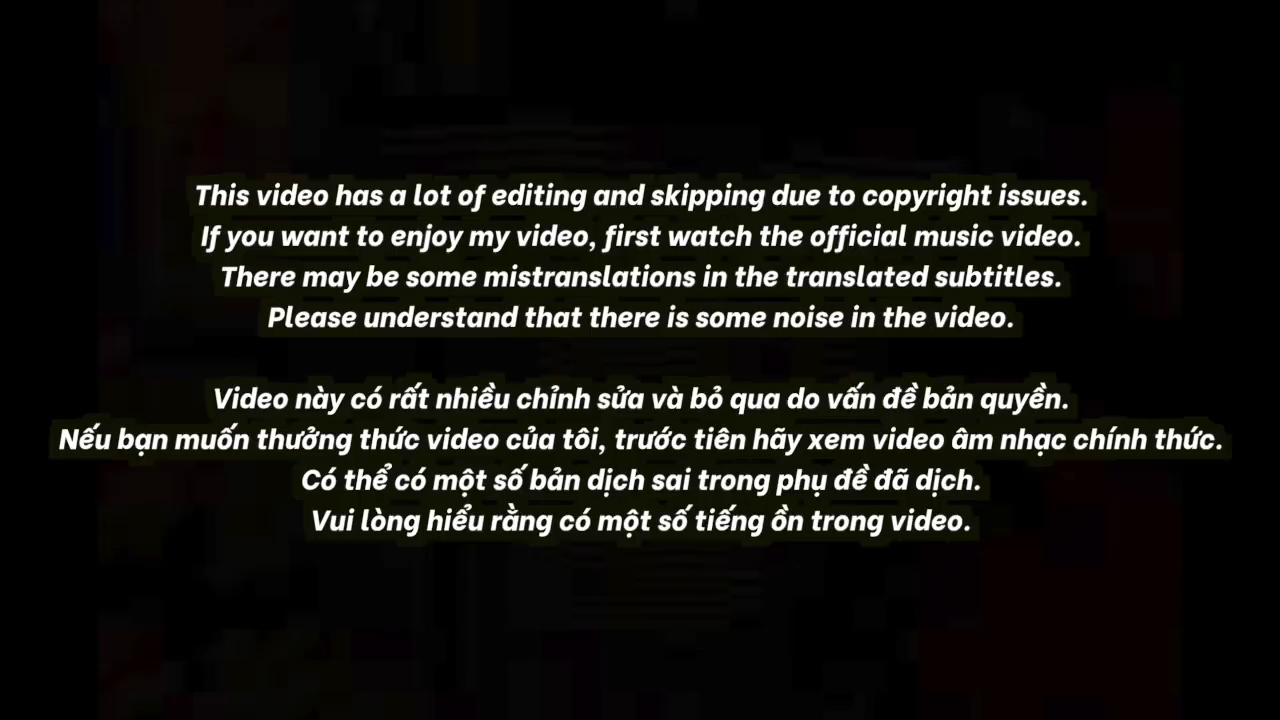 This video has a lot of editing and skipping due to copyright issues.
If you want to enjoy my video, first watch the official music video.
There may be some mistranslations in the translated subtitles.
Please understand that there is some noise in the video.
Video này có rất nhiều chỉnh sửa và bỏ qua do vấn đề bản quyền.
Nếu bạn muốn thưởng thức video của tôi, trước tiên hãy xem video âm nhạc chính thức.
Có thể có một số bản dịch sai trong phụ đề đã dịch.
Vui lòng hiểu rằng có một số tiếng ồn trong video.